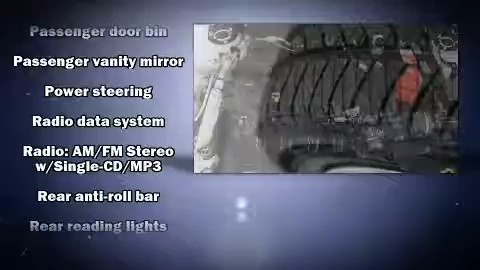 Passenger door bin
Passenger vanity mirror
Power steering
Radio data system
Radio: AM/FM Stereo
w/Single-CD/MP3
Rear anti-roll bar
Rear reading lights